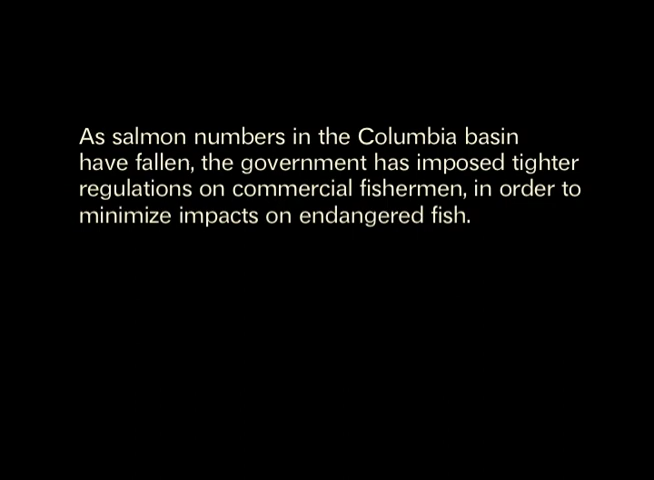 As salmon numbers in the Columbia basin
have fallen, the government has imposed tighter
regulations on commercial fishermen, in order to
minimize impacts on endangered fish.